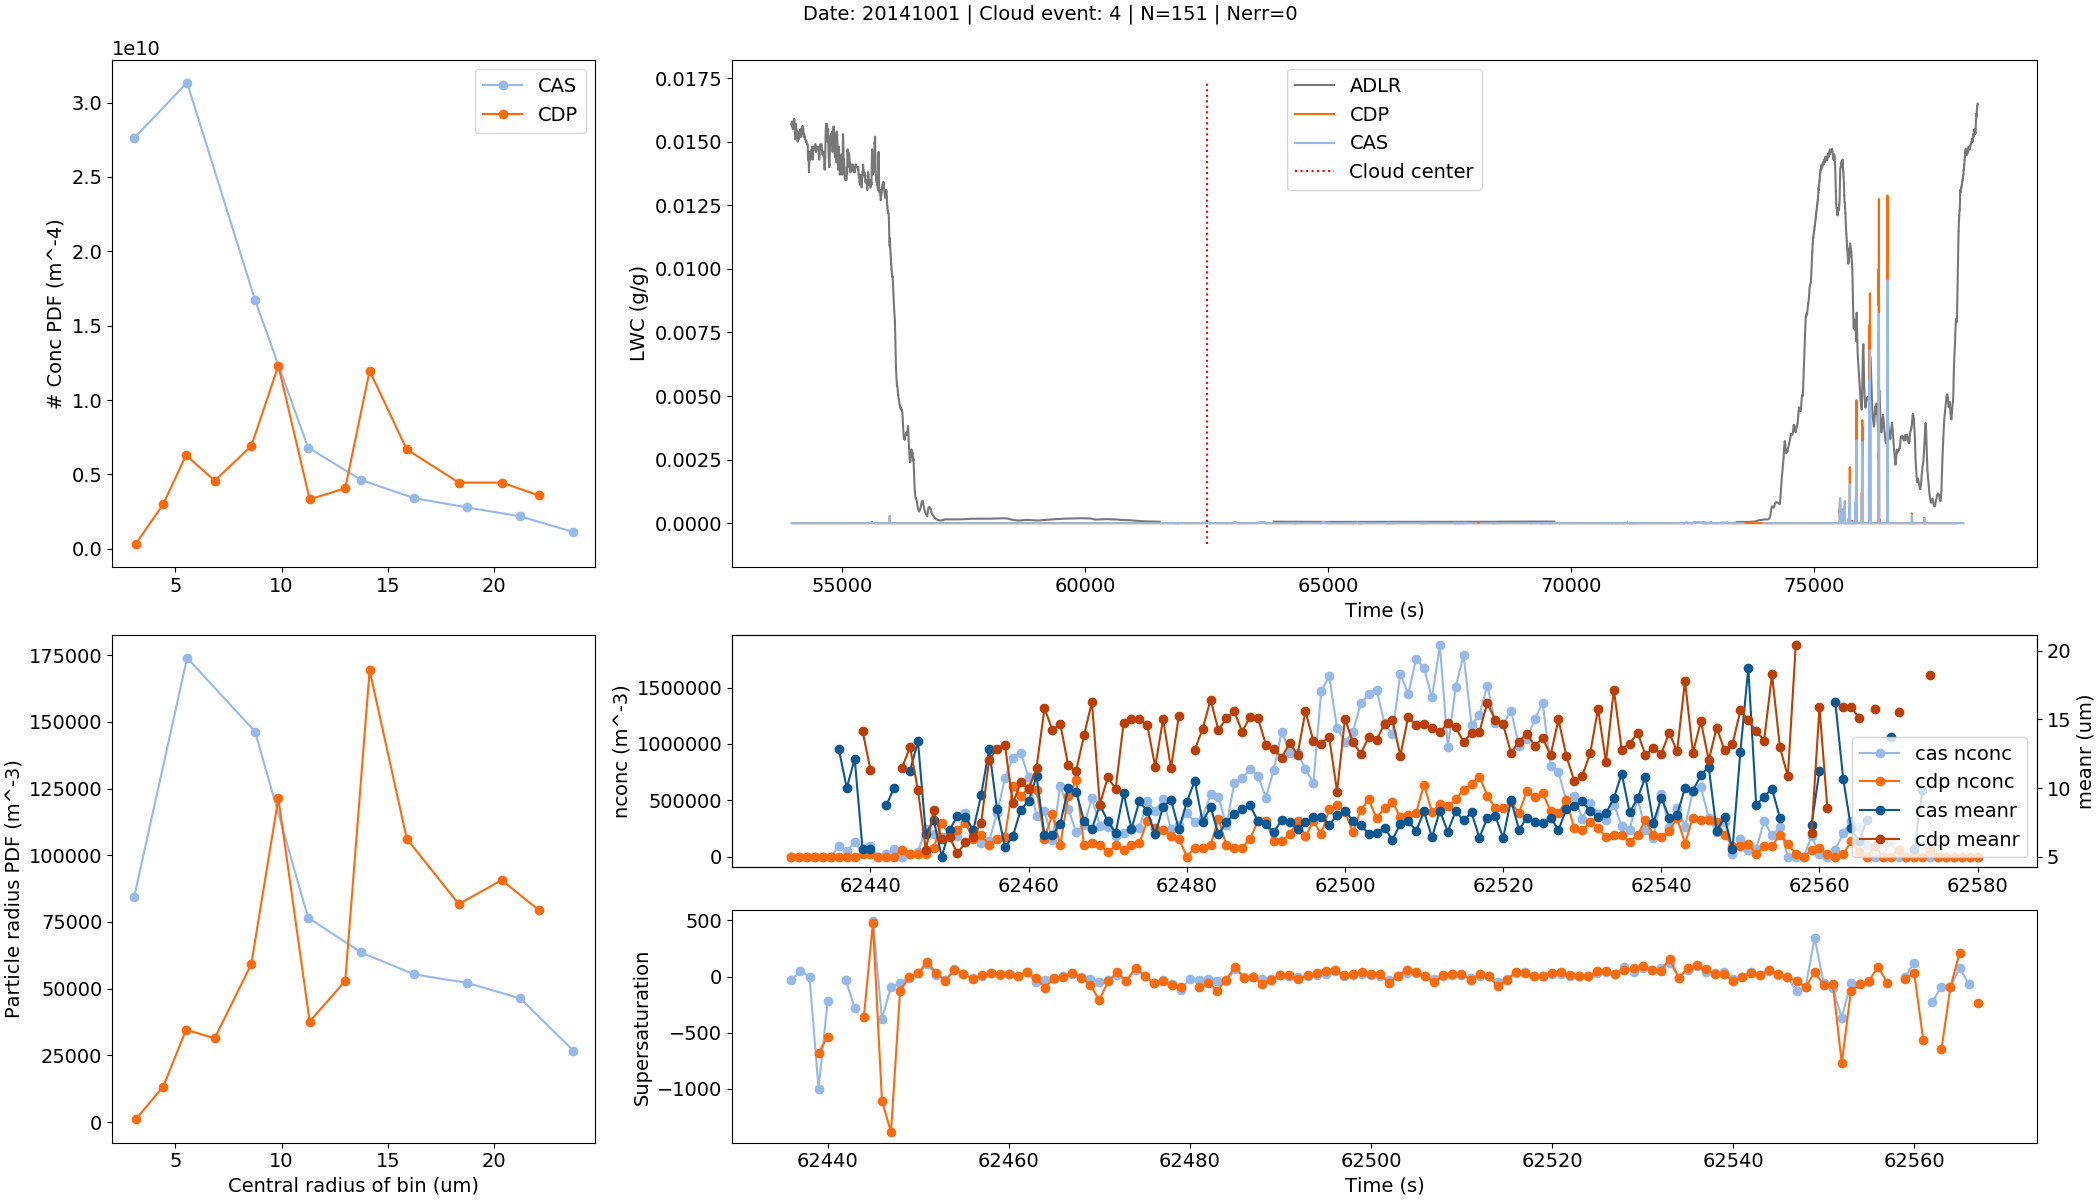 Date: 20141001 | Cloud event: 4 | N=151 | Nerr=0
1e10
# Conc PDF (m^-4)
3.0
2.5
2.0
1.5
1.0
0.5
0.0
CAS
CDP
5 10 15 20
LWC (g/g)
0.0175
0.0150
0.0125
0.0100
0.0075
0.0050
0.0025
0.0000
ADLR
CDP
CAS
Cloud center
55000 60000 65000 70000 75000
Time (s)
Particle radius PDF (m^-3)
175000
150000
125000
100000
75000
50000
25000
0
5 10 15 20
Central radius of bin (um)
nconc (m^-3)
1500000
1000000
500000
0
cas nconc
cdp nconc
cas meanr
cdp meanr
20
15
10
5
meanr (um)
62440 62460 62480 62500 62520 62540 62560 62580
Supersaturation
500
0
−500
−1000
62440 62460 62480 62500 62520 62540 62560
Time (s)